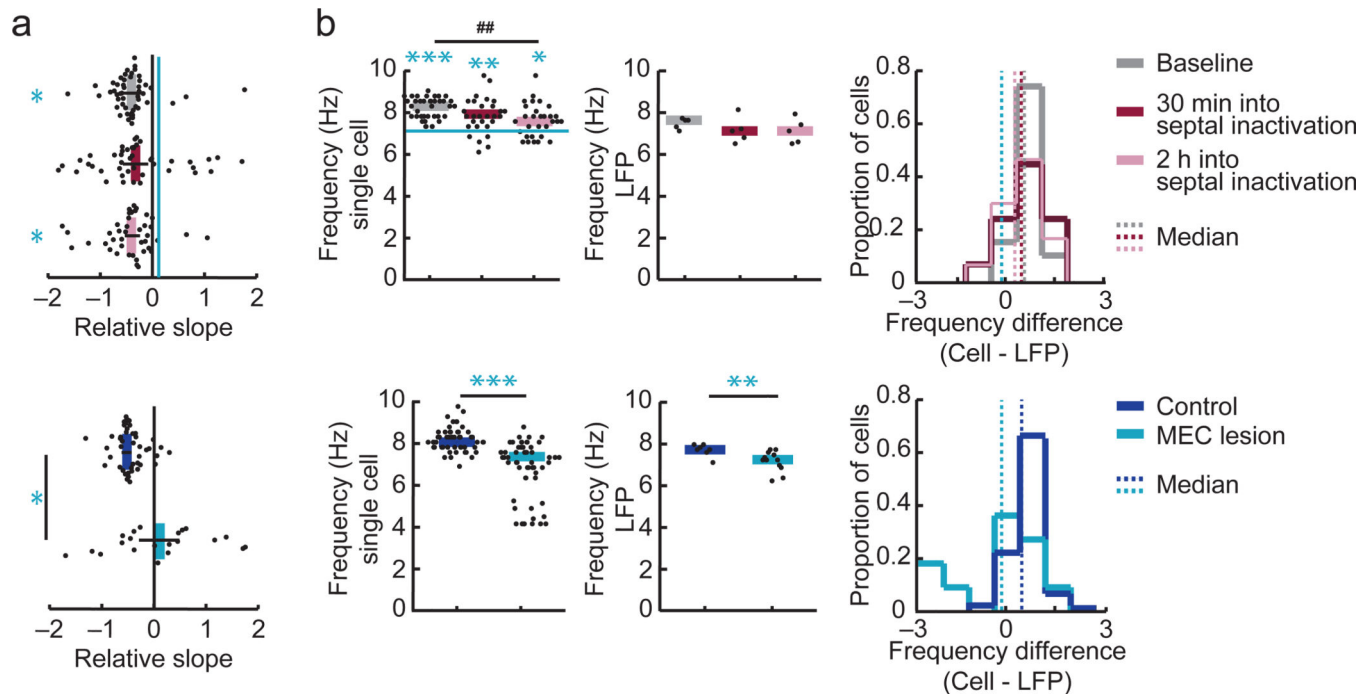 a
*
*
–2 –1 0 1 2
Relative slope
*
–2 –1 0 1 2
Relative slope
b
##
*** ** *
10
8
6
4
2
0
Frequency (Hz)
single cell
10
8
6
4
2
0
Frequency (Hz)
LFP
0.8
0.6
0.4
0.2
0
Proportion of cells
–3 0 3
Frequency difference
(Cell - LFP)
Baseline
30 min into
septal inactivation
2 h into
septal inactivation
Median
***
10
8
6
4
2
0
Frequency (Hz)
single cell
**
10
8
6
4
2
0
Frequency (Hz)
LFP
0.8
0.6
0.4
0.2
0
Proportion of cells
–3 0 3
Frequency difference
(Cell - LFP)
Control
MEC lesion
Median